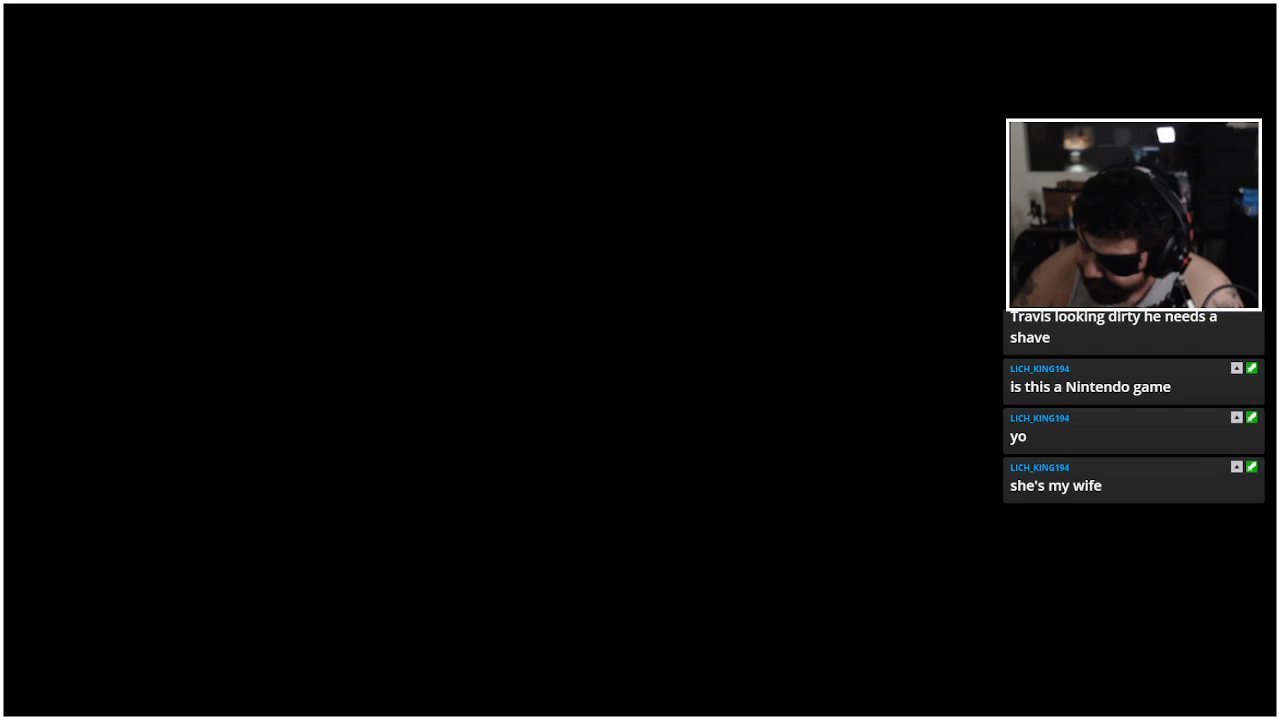 Travis looking dirty he needs a
shave
LICH_KING194
is this a Nintendo game
LICH_KING194
yo
LICH_KING194
she's my wife